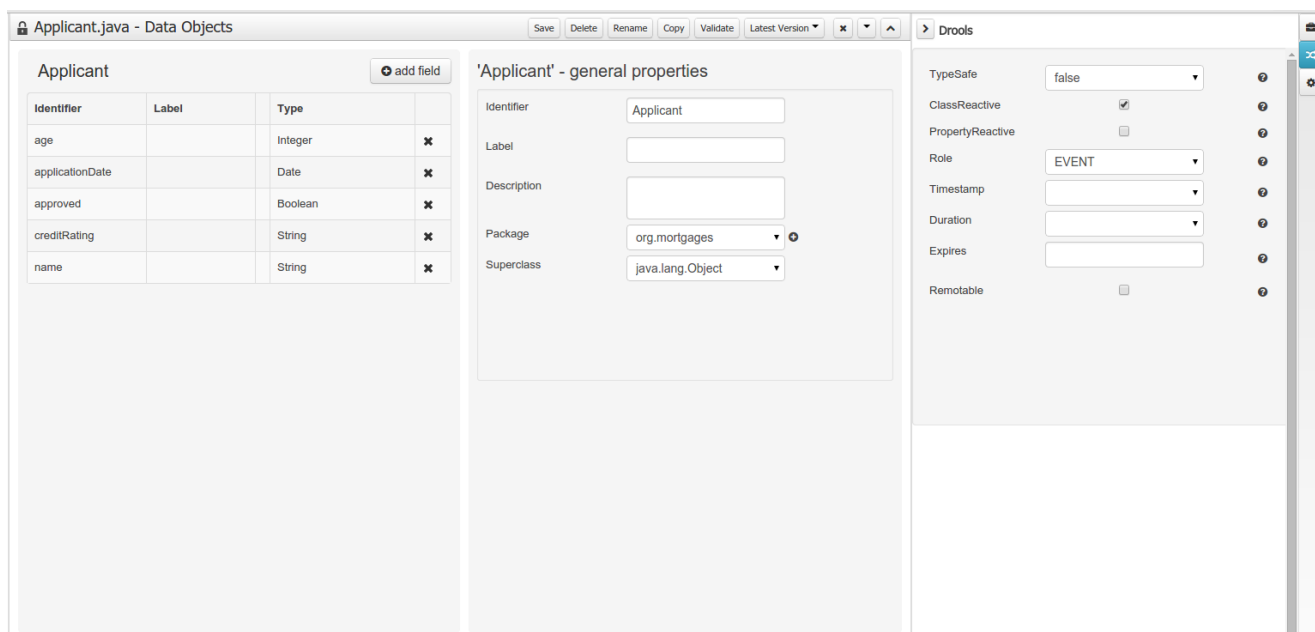 Applicant.java - Data Objects
Save Delete Rename Copy Validate Latest Version
Applicant
add field
Identifier Label Type
age Integer
applicationDate Date
approved Boolean
creditRating String
name String
'Applicant' - general properties
Identifier Applicant
Label
Description
Package org.mortgages
Superclass java.lang.Object
Drools
TypeSafe false
ClassReactive
PropertyReactive
Role EVENT
Timestamp
Duration
Expires
Remotable